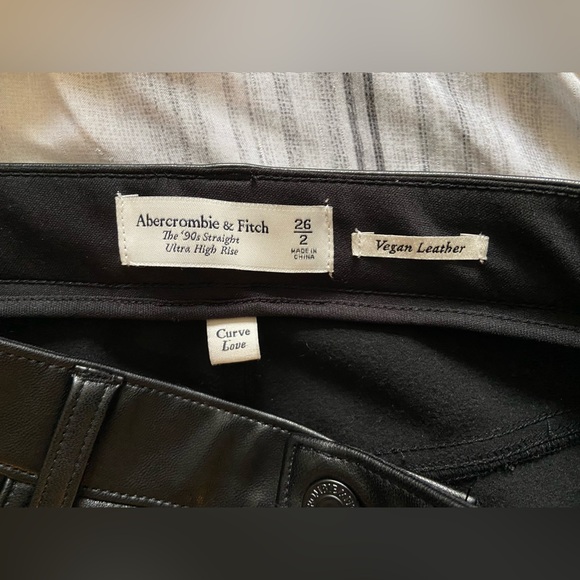 Abercrombie & Fitch
The '90s Straight
Ultra High Rise
26
2
MADE IN
CHINA
Vegan Leather
Curve
Love